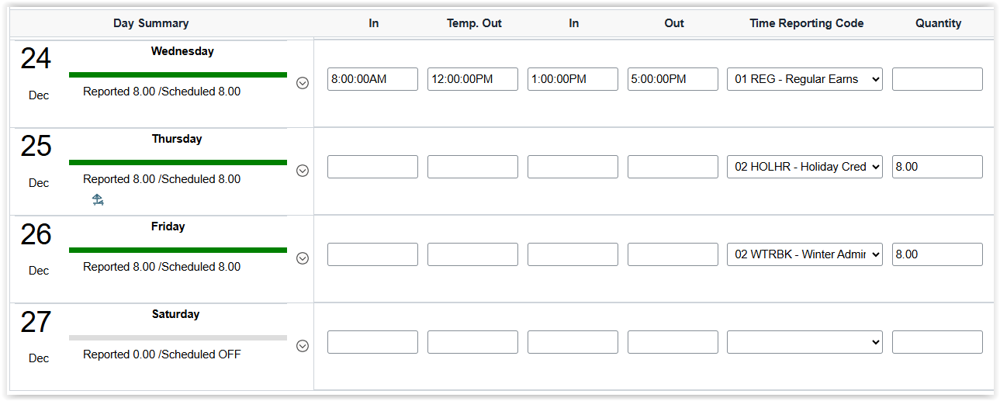 Day Summary In Temp. Out In Out Time Reporting Code Quantity
24 Wednesday
8:00:00AM 12:00:00PM 1:00:00PM 5:00:00PM 01 REG - Regular Earns
Dec Reported 8.00 /Scheduled 8.00
25 Thursday
02 HOLHR - Holiday Cred 8.00
Dec Reported 8.00 /Scheduled 8.00
26 Friday
02 WTRBK - Winter Admir 8.00
Dec Reported 8.00 /Scheduled 8.00
27 Saturday
Dec Reported 0.00 /Scheduled OFF